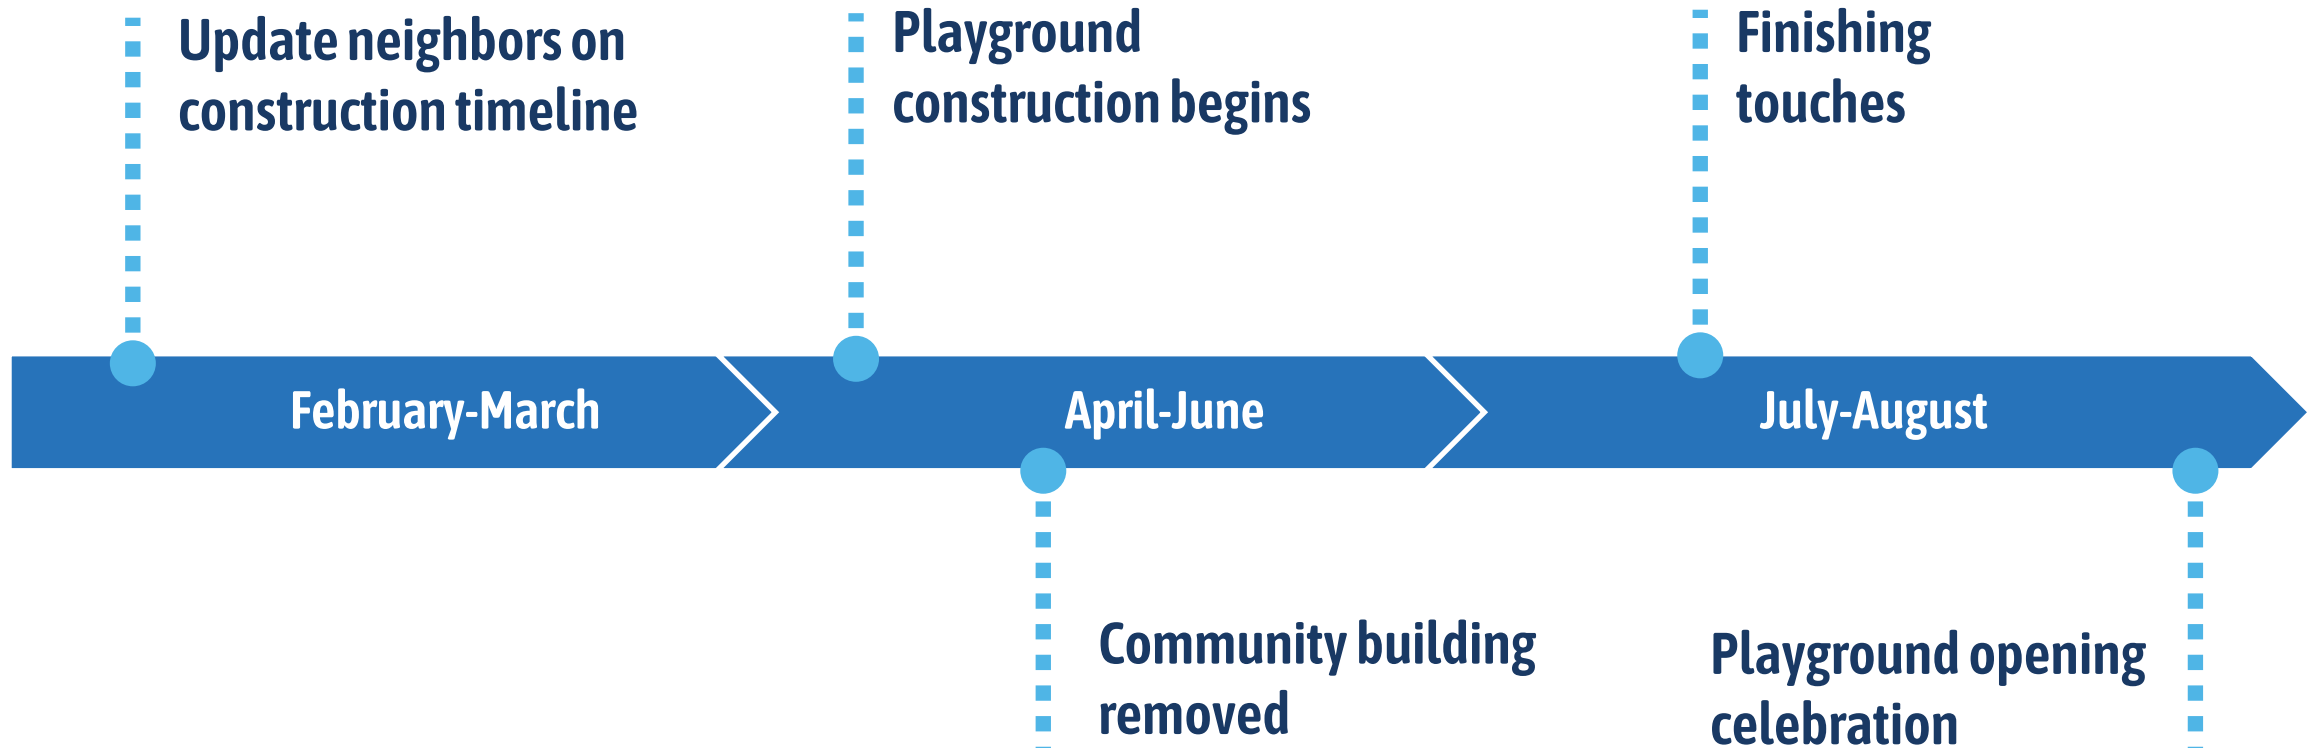 Update neighbors on
construction timeline
Playground
construction begins
Finishing
touches
February-March
April-June
July-August
Community building
removed
Playground opening
celebration